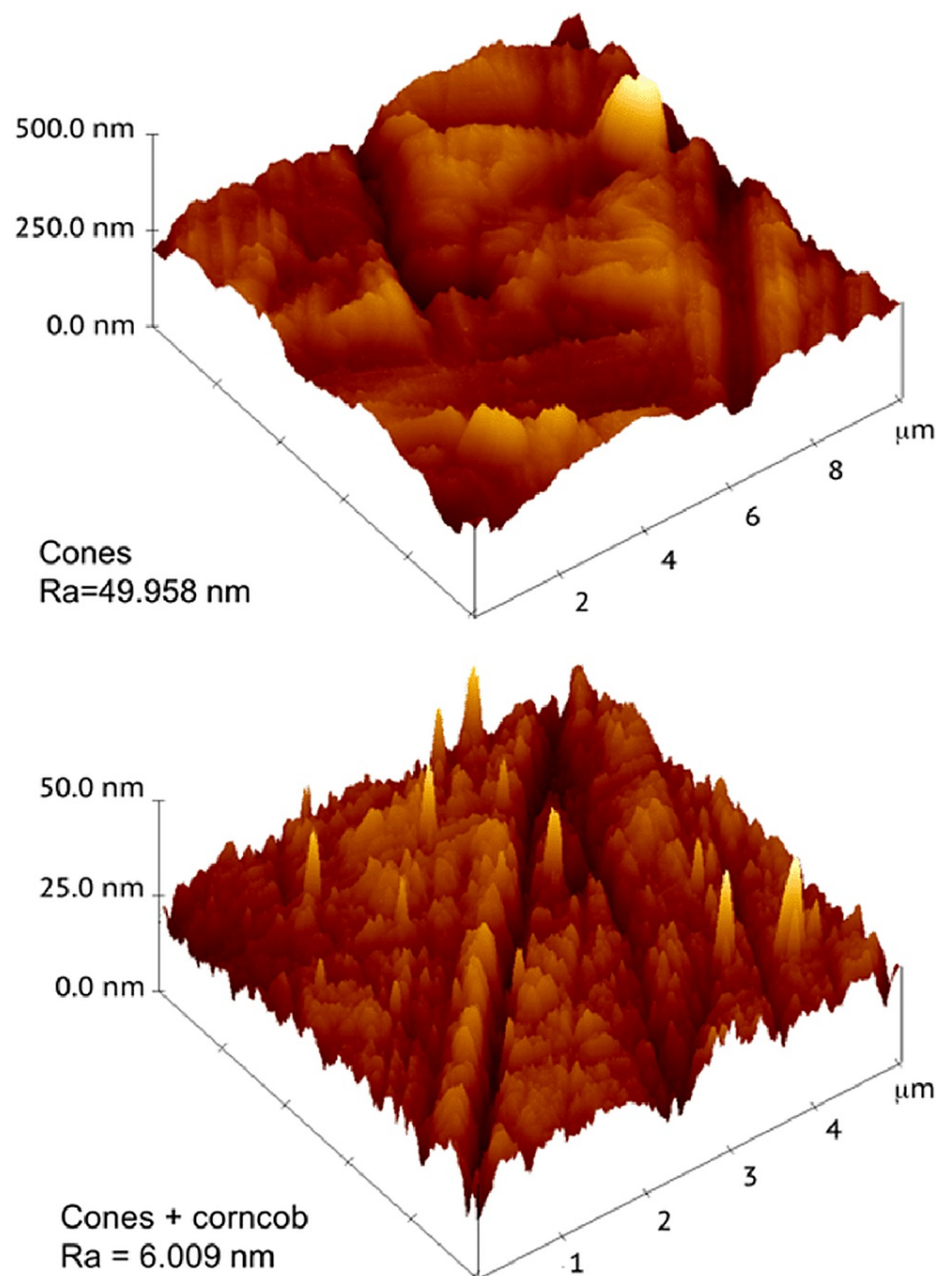 500.0 nm
250.0 nm
0.0 nm
μm
8
6
4
2
Cones
Ra=49.958 nm
50.0 nm
25.0 nm
0.0 nm
μm
4
3
2
1
Cones + corncob
Ra = 6.009 nm